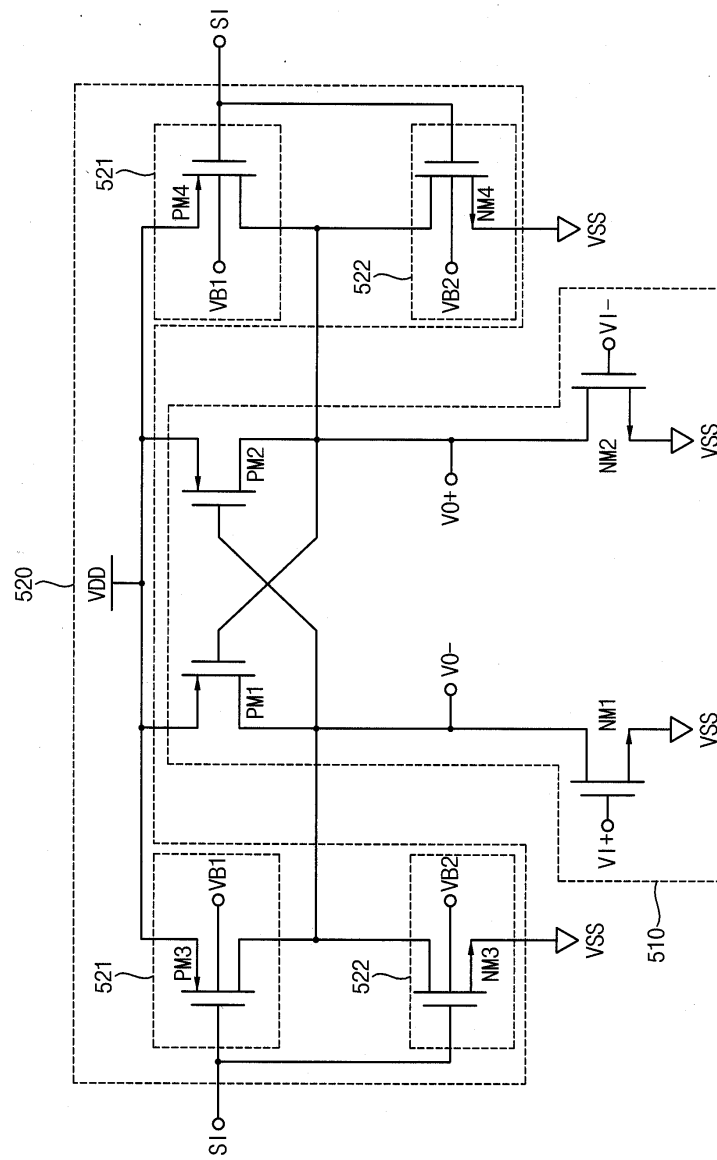 520
VDD
521
PM3
VB1
SI
522
VB2
NM3
VSS
PM1
PM2
VO-
VO+
VI+
NM1
VSS
NM2
VI-
VSS
510
521
PM4
VB1
SI
522
VB2
NM4
VSS